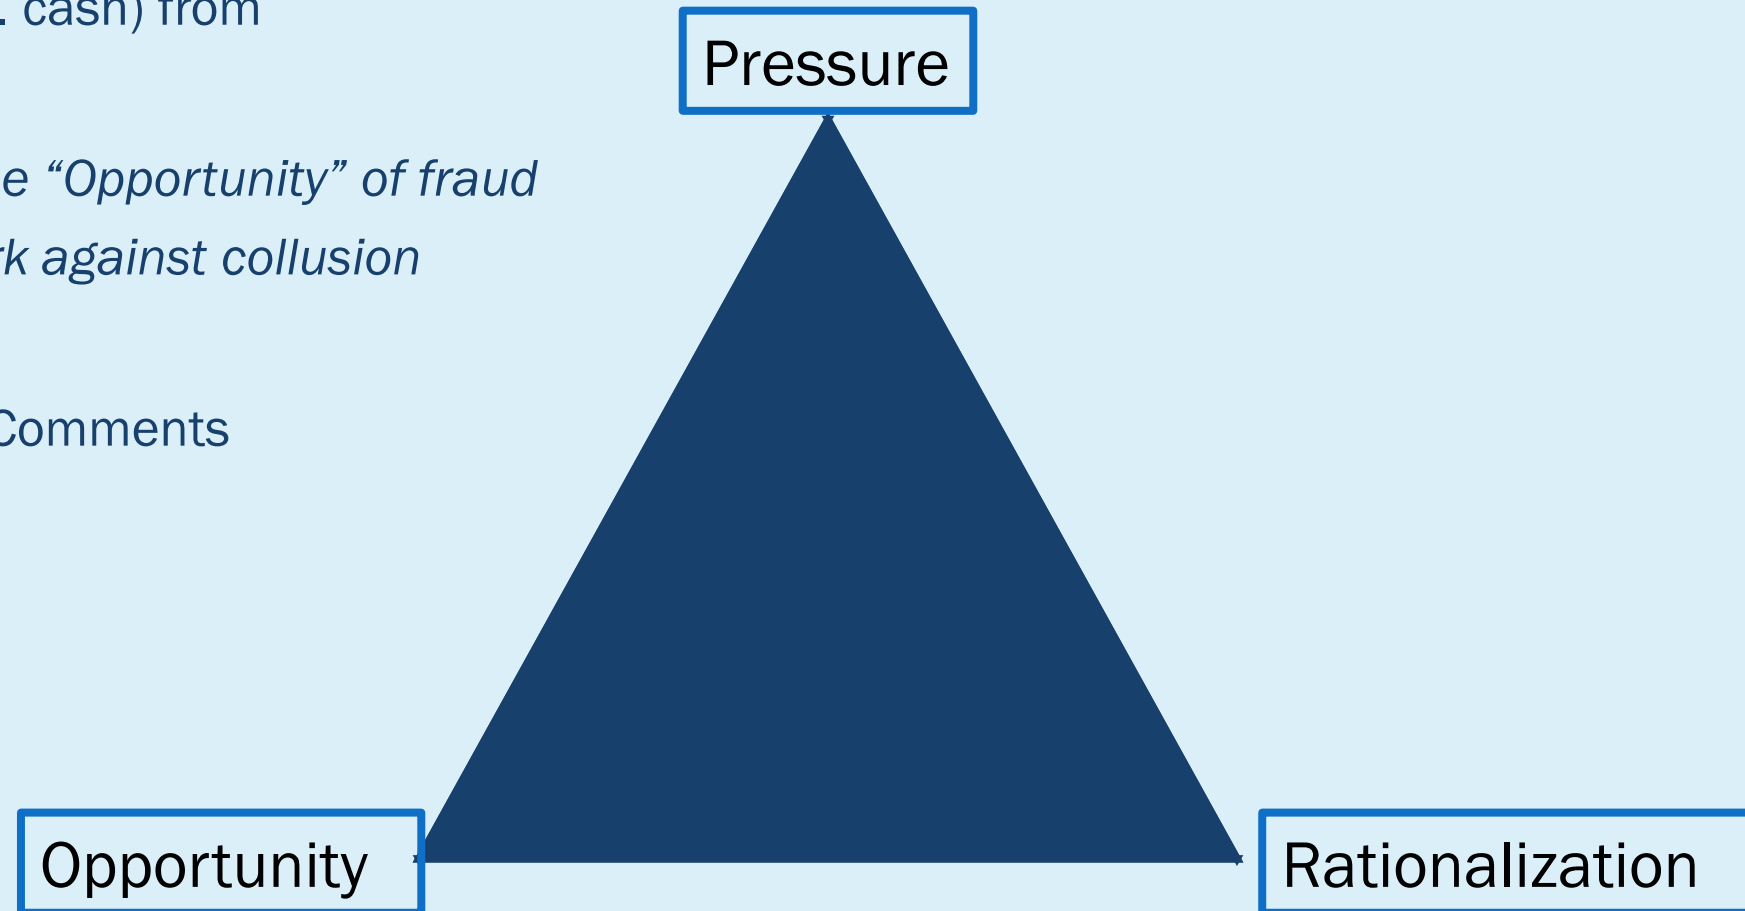 . cash) from
Pressure
e “Opportunity” of fraud
rk against collusion
Comments
Opportunity
Rationalization